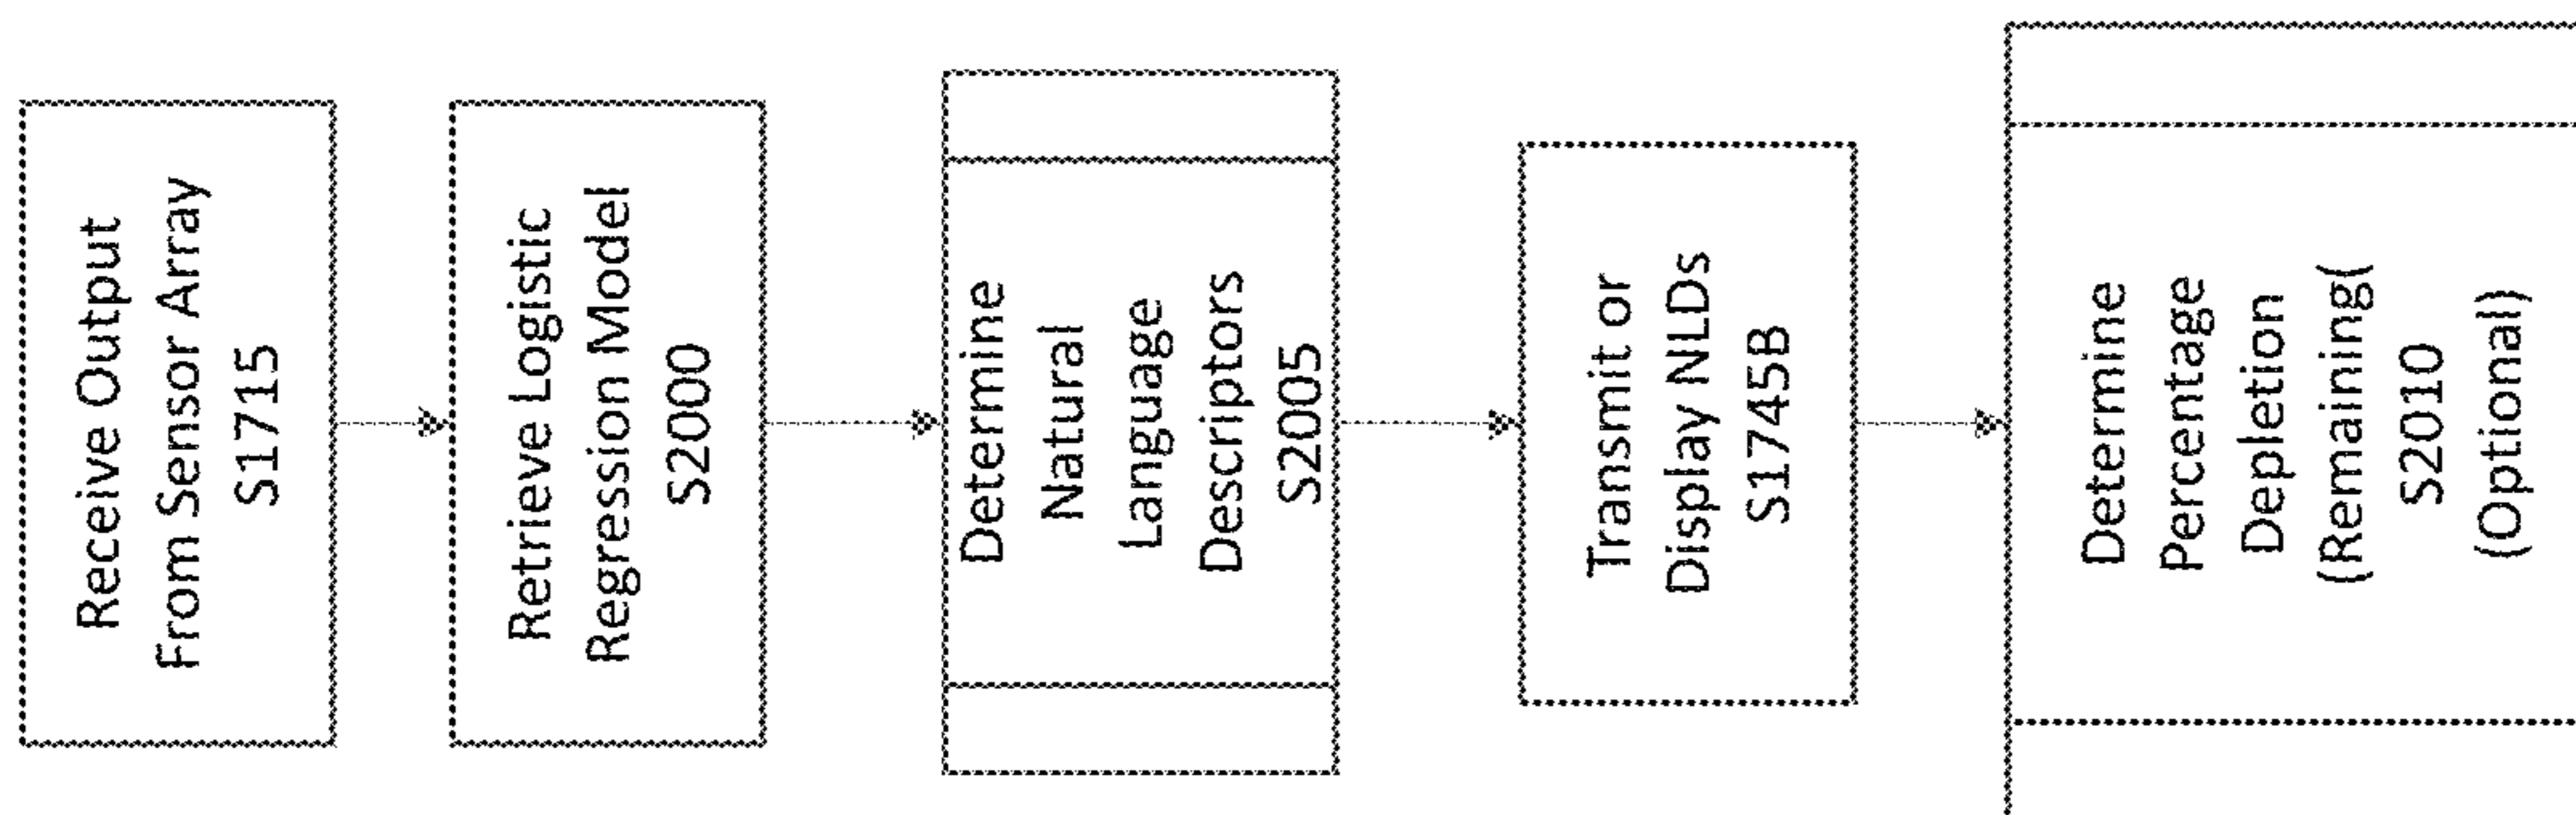 Receive Output
From Sensor Array
S1715
Retrieve Logistic
Regression Model
S2000
Determine
Natural
Language
Descriptors
S2005
Transmit or
Display NLDs
S1745B
Determine
Percentage
Depletion
(Remaining(
S2010
(Optional)